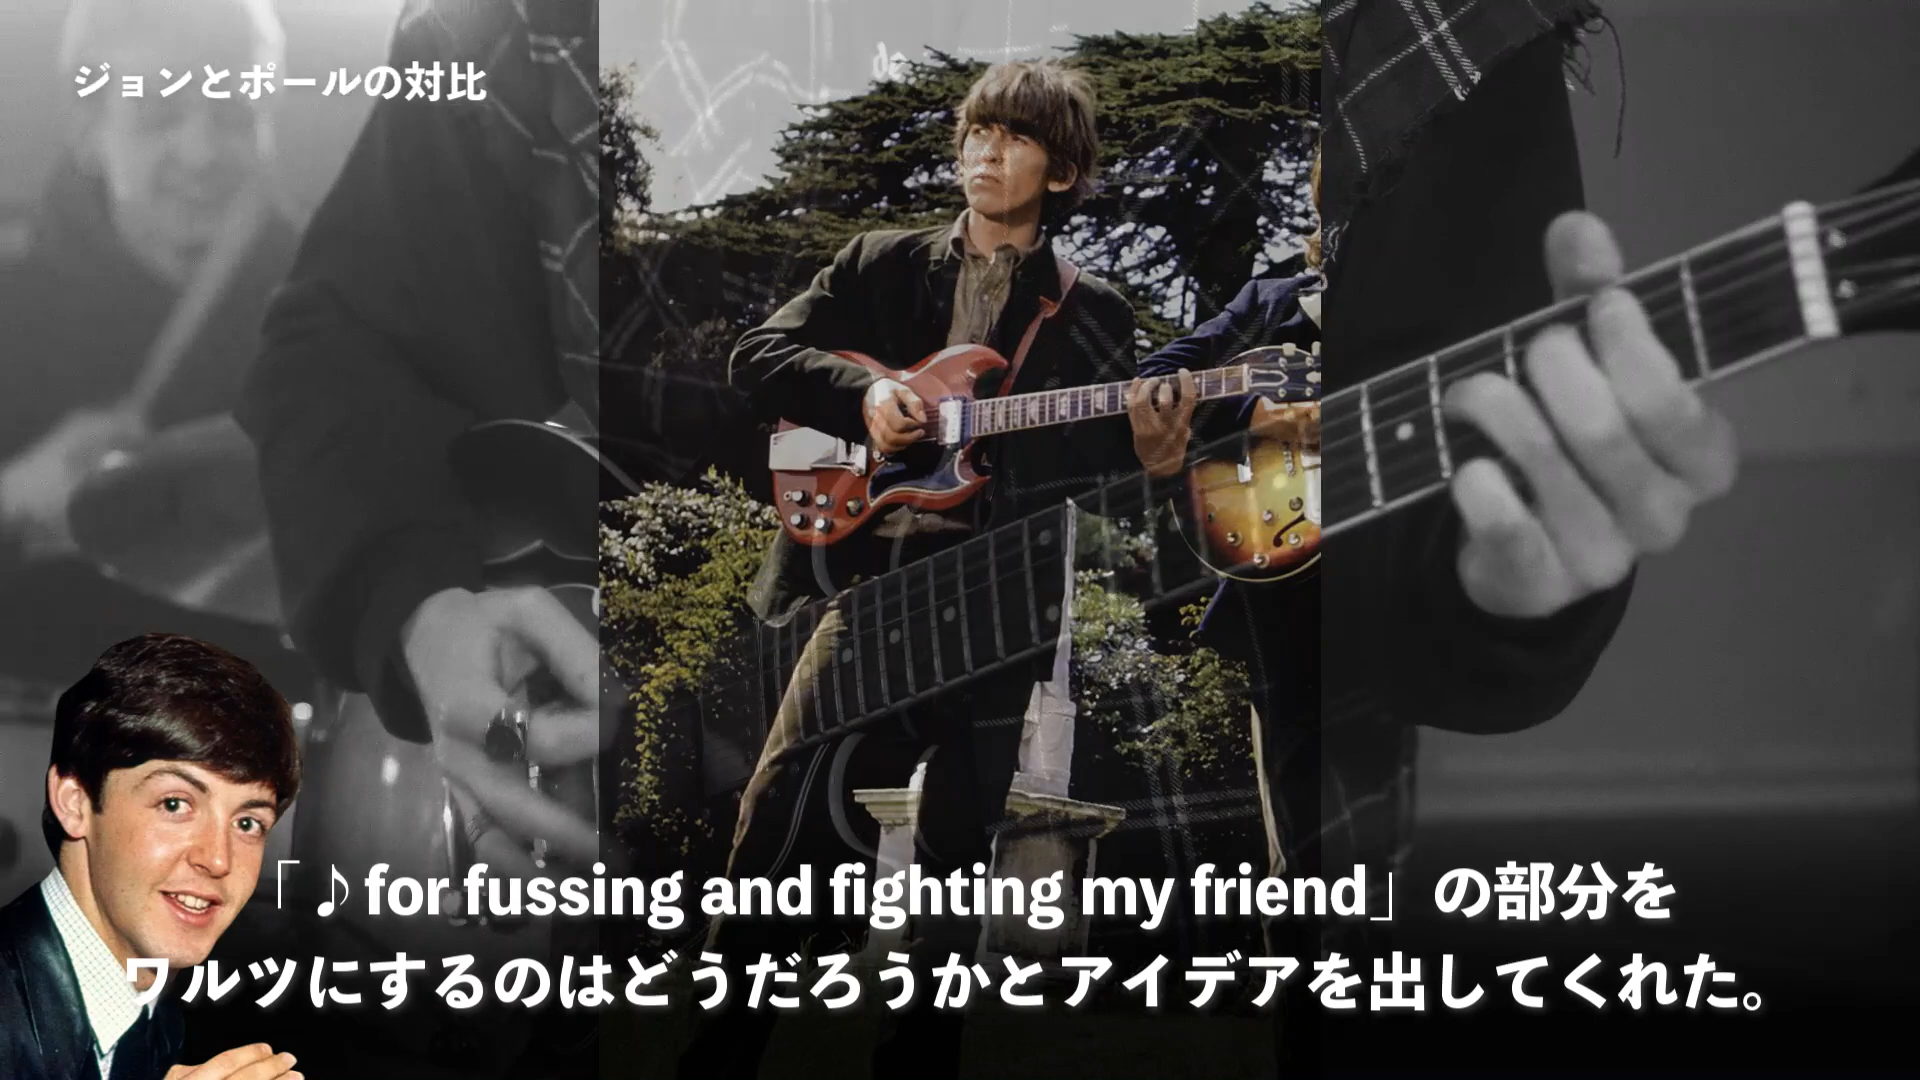 ジョンとポールの対比
「♪for fussing and fighting my friend」の部分を
ワルツにするのはどうだろうかとアイデアを出してくれた。